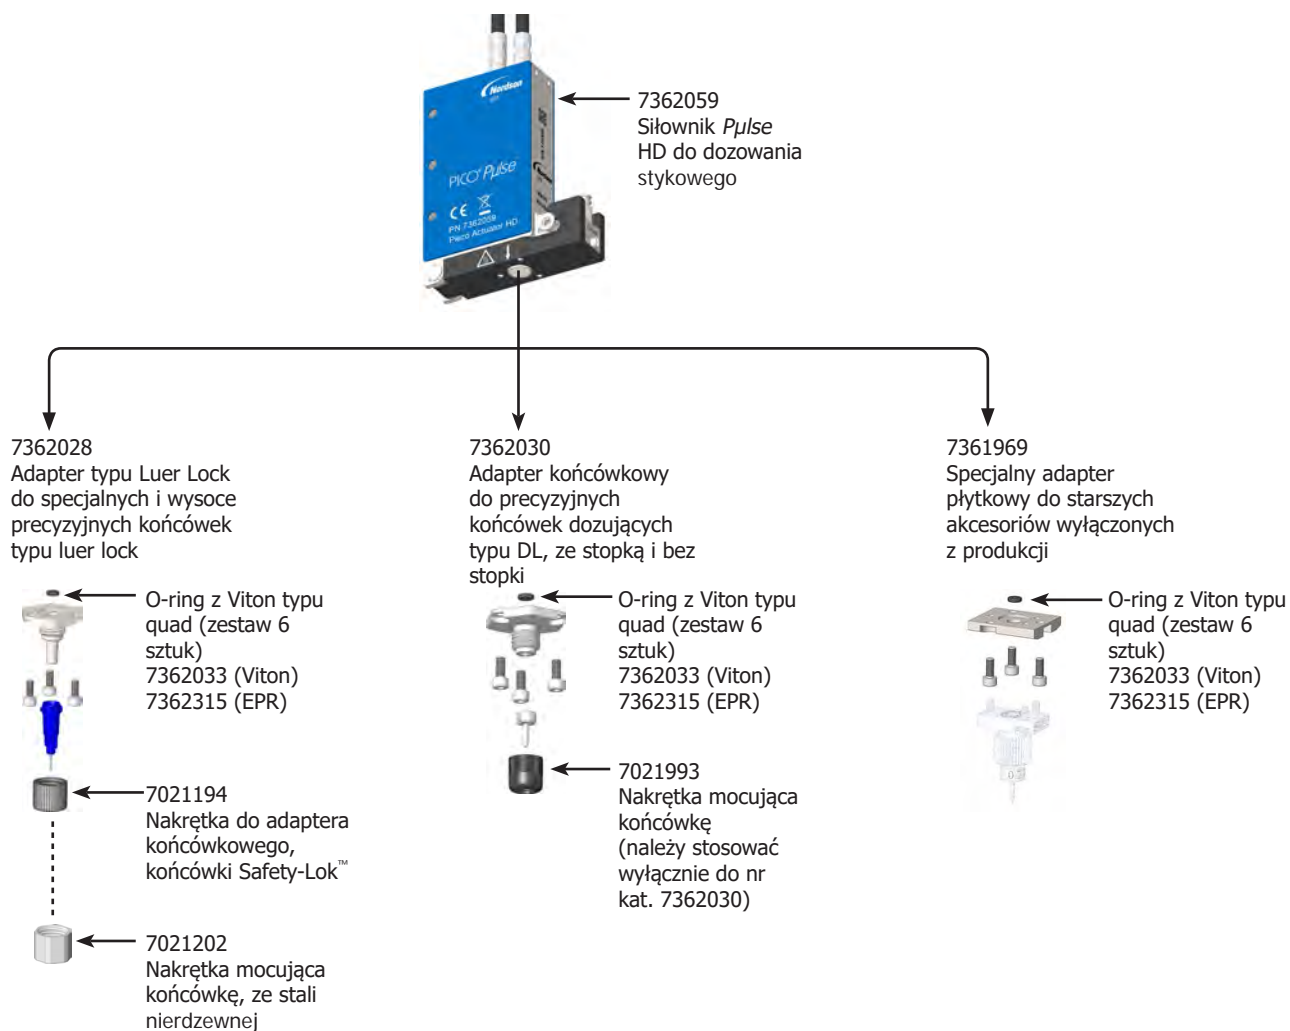 Nordson
EFD
PICO® Pµlse®
CE
PN 7362059
Piezo Actuator HD
7362059
Siłownik Pµlse
HD do dozowania
stykowego
7362028
Adapter typu Luer Lock
do specjalnych i wysoce
precyzyjnych końcówek
typu luer lock
O-ring z Viton typu
quad (zestaw 6
sztuk)
7362033 (Viton)
7362315 (EPR)
7021194
Nakrętka do adaptera
końcówkowego,
końcówki Safety-Lok™
7021202
Nakrętka mocująca
końcówkę, ze stali
nierdzewnej
7362030
Adapter końcówkowy
do precyzyjnych
końcówek dozujących
typu DL, ze stopką i bez
stopki
O-ring z Viton typu
quad (zestaw 6
sztuk)
7362033 (Viton)
7362315 (EPR)
7021993
Nakrętka mocująca
końcówkę
(należy stosować
wyłącznie do nr
kat. 7362030)
7361969
Specjalny adapter
płytkowy do starszych
akcesoriów wyłączonych
z produkcji
O-ring z Viton typu
quad (zestaw 6
sztuk)
7362033 (Viton)
7362315 (EPR)